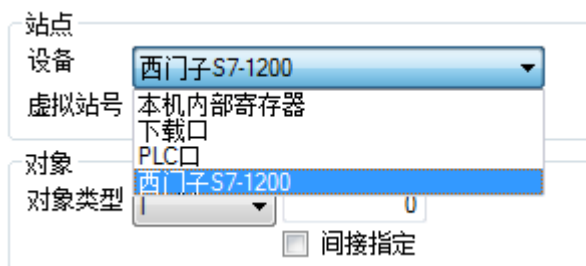 站点
设备 西门子S7-1200
虚拟站号 本机内部寄存器
下载口
PLC口
西门子S7-1200
对象
对象类型 0
间接指定